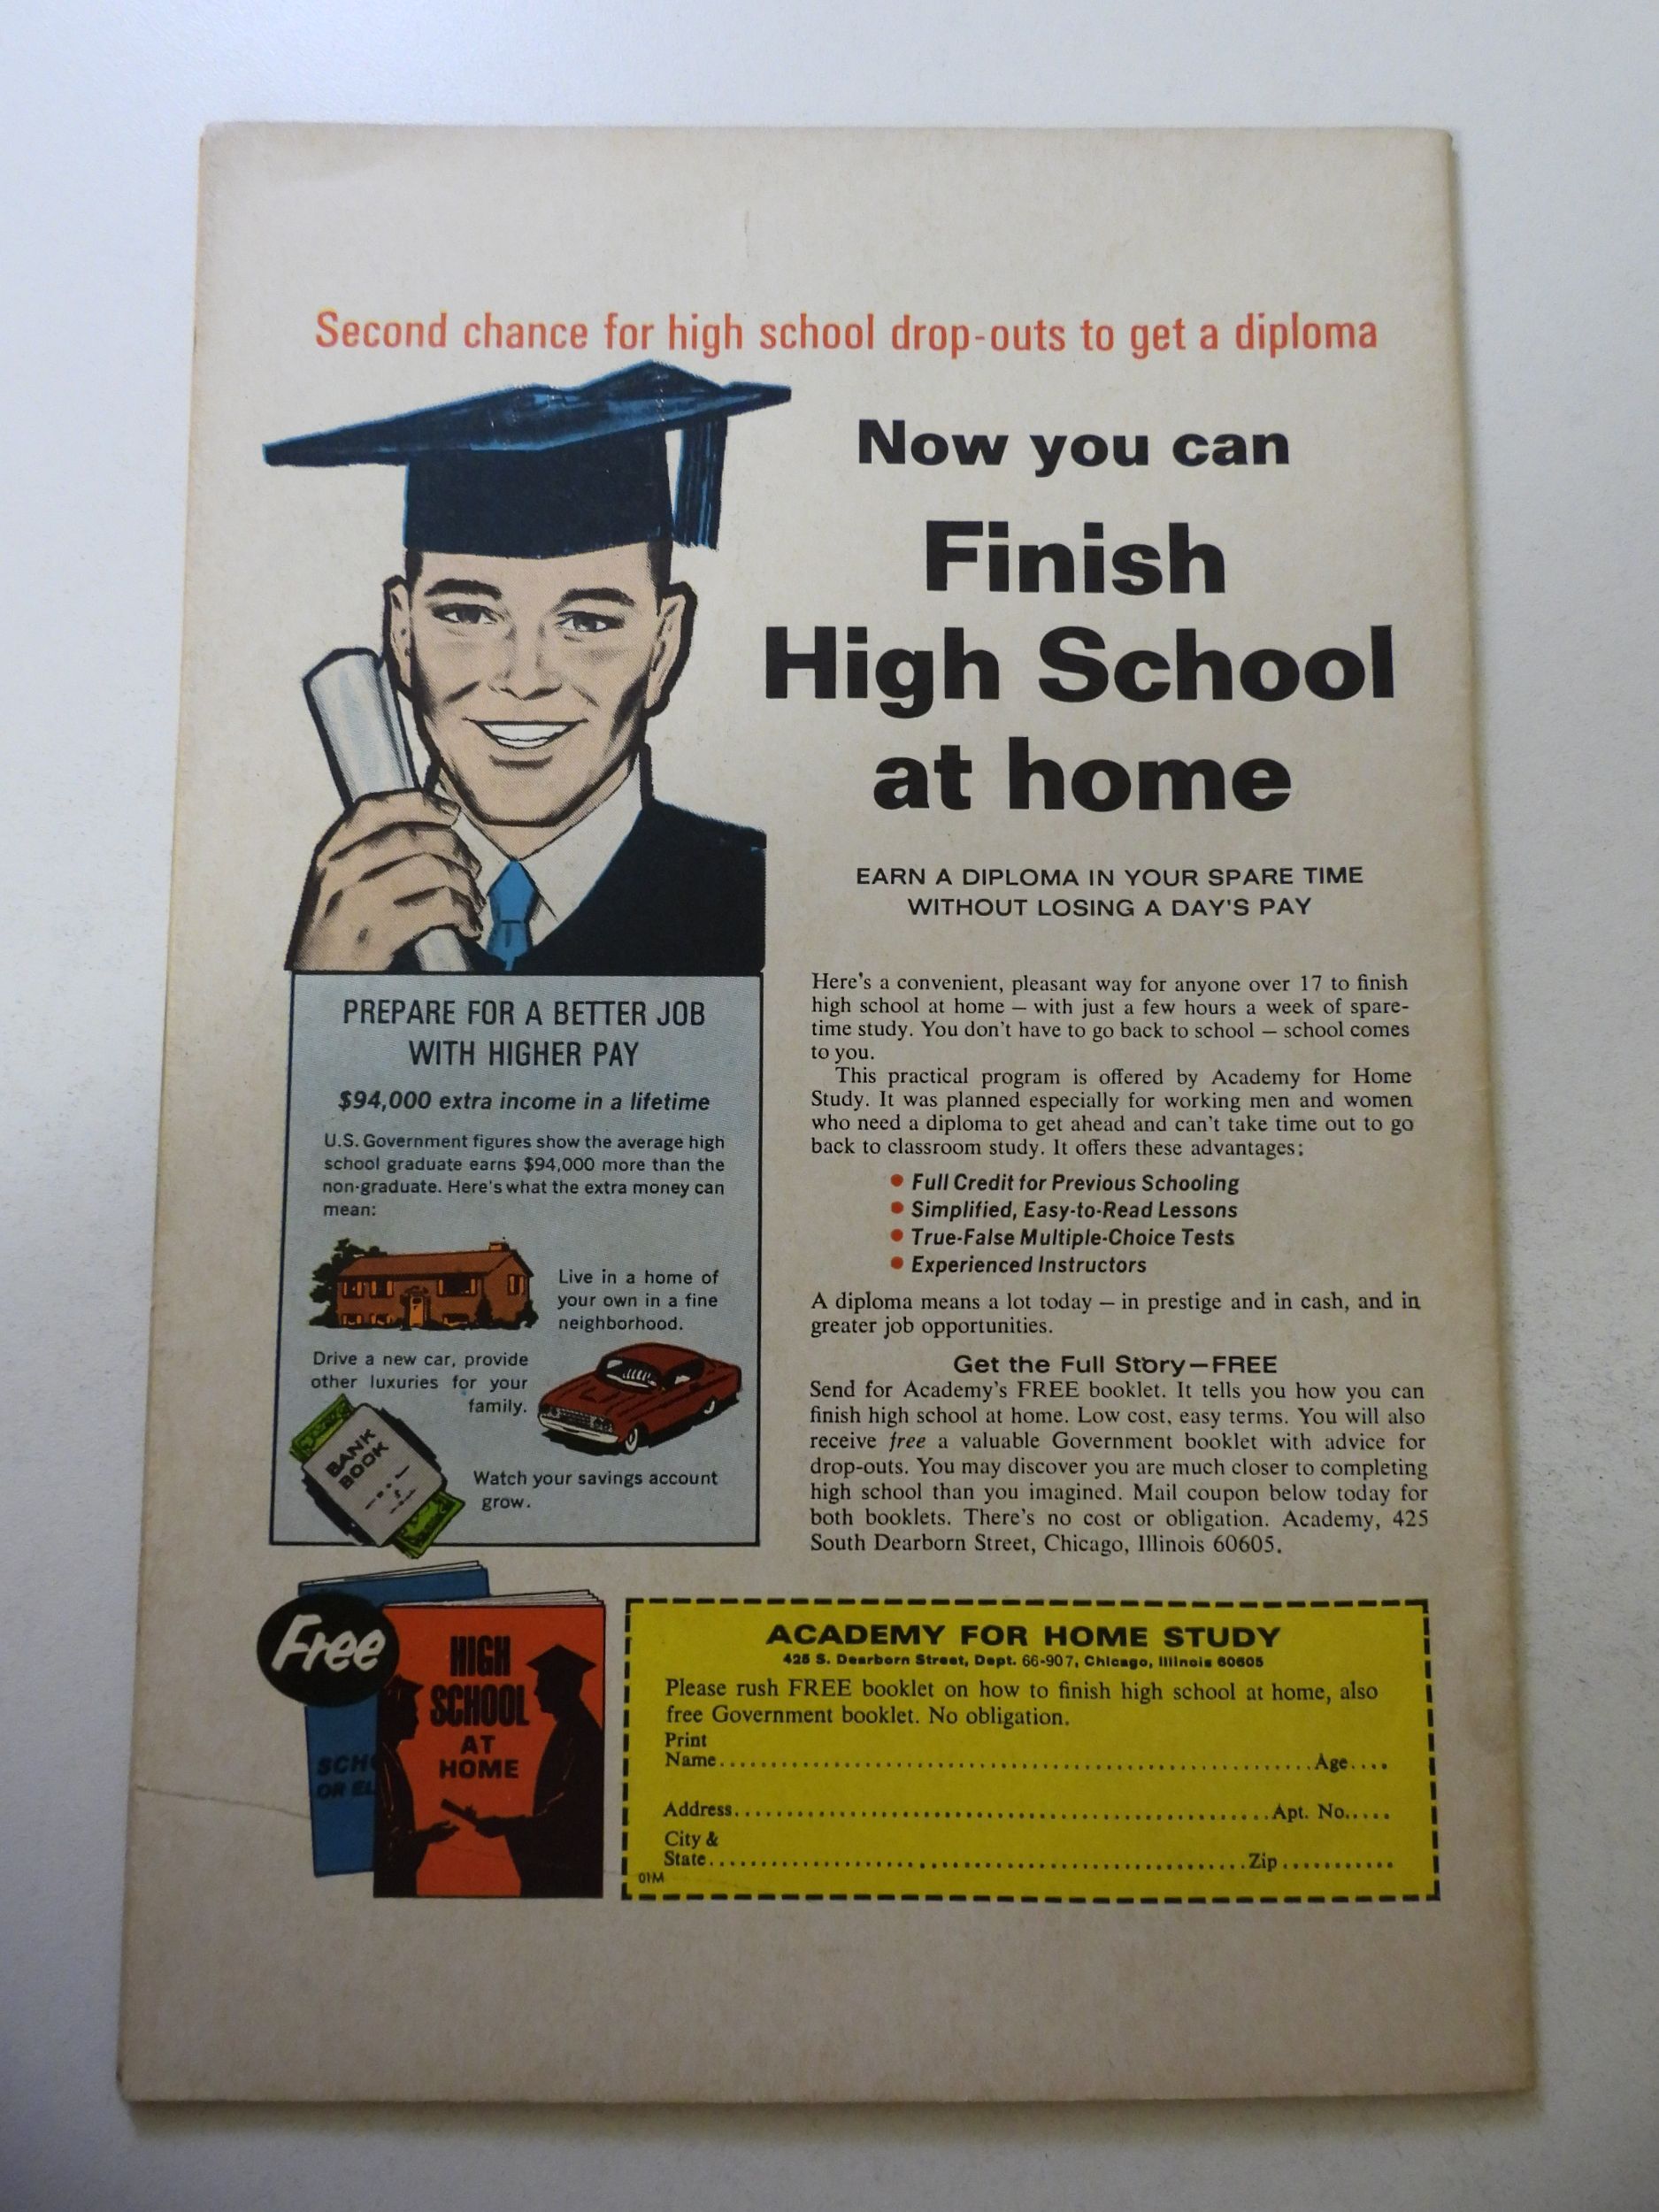 Second chance for high school drop-outs to get a diploma
Now you can
Finish
High School
at home
EARN A DIPLOMA IN YOUR SPARE TIME
WITHOUT LOSING A DAY'S PAY
PREPARE FOR A BETTER JOB
WITH HIGHER PAY
$94,000 extra income in a lifetime
U.S. Government figures show the average high
school graduate earns $94,000 more than the
non-graduate. Here's what the extra money can
mean:
Live in a home of
your own in a fine
neighborhood.
Drive a new car, provide
other luxuries for your
family.
BANK
BOOK
Watch your savings account
grow.
Here's a convenient, pleasant way for anyone over 17 to finish
high school at home — with just a few hours a week of spare-
time study. You don't have to go back to school — school comes
to you.
This practical program is offered by Academy for Home
Study. It was planned especially for working men and women
who need a diploma to get ahead and can't take time out to go
back to classroom study. It offers these advantages:
• Full Credit for Previous Schooling
• Simplified, Easy-to-Read Lessons
• True-False Multiple-Choice Tests
• Experienced Instructors
A diploma means a lot today — in prestige and in cash, and in
greater job opportunities.
Get the Full Story—FREE
Send for Academy's FREE booklet. It tells you how you can
finish high school at home. Low cost, easy terms. You will also
receive free a valuable Government booklet with advice for
drop-outs. You may discover you are much closer to completing
high school than you imagined. Mail coupon below today for
both booklets. There's no cost or obligation. Academy, 425
South Dearborn Street, Chicago, Illinois 60605.
Free
SCHO
OR EL
HIGH
SCHOOL
AT
HOME
ACADEMY FOR HOME STUDY
425 S. Dearborn Street, Dept. 66-907, Chicago, Illinois 60605
Please rush FREE booklet on how to finish high school at home, also
free Government booklet. No obligation.
Print
Name..............................................................Age....
Address.........................................................Apt. No.....
City &
State.........................................................Zip...........
01M